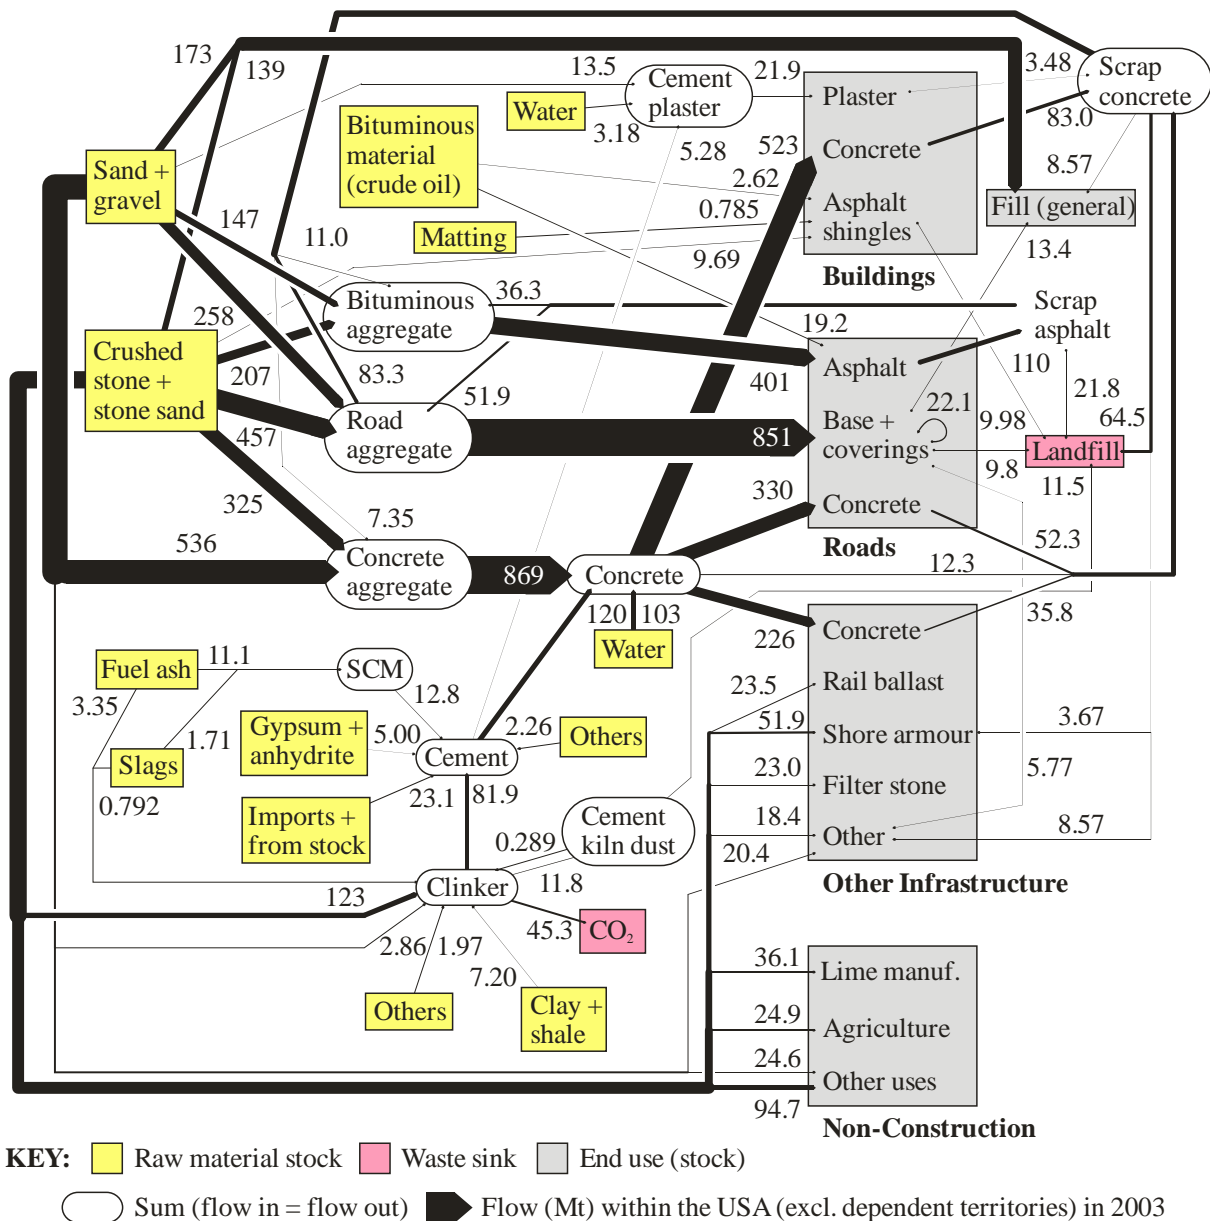 173
139
13.5
Cement
plaster
21.9
3.48
Scrap
concrete
Water
3.18
Plaster
83.0
Bituminous
material
(crude oil)
5.28
523
Concrete
Sand +
gravel
2.62
8.57
147
11.0
0.785
Asphalt
shingles
Fill (general)
Matting
9.69
13.4
Buildings
Bituminous
aggregate
36.3
Scrap
asphalt
258
19.2
Crushed
stone +
stone sand
207
83.3
401
Asphalt
110
51.9
22.1
21.8
457
Road
aggregate
851
Base +
coverings
9.98
64.5
Landfill
9.8
11.5
325
330
Concrete
7.35
Roads
52.3
536
Concrete
aggregate
869
Concrete
12.3
120
103
35.8
226
Concrete
Water
Fuel ash
11.1
SCM
3.35
12.8
23.5
Rail ballast
Gypsum +
anhydrite
5.00
2.26
Others
51.9
Shore armour
3.67
1.71
Slags
Cement
5.77
0.792
23.1
81.9
23.0
Filter stone
Imports +
from stock
Cement
kiln dust
18.4
Other
8.57
0.289
20.4
Clinker
11.8
Other Infrastructure
123
45.3
CO2
2.86
1.97
7.20
36.1
Lime manuf.
Others
Clay +
shale
24.9
Agriculture
24.6
Other uses
94.7
Non-Construction
KEY: Raw material stock Waste sink End use (stock)
Sum (flow in = flow out) Flow (Mt) within the USA (excl. dependent territories) in 2003